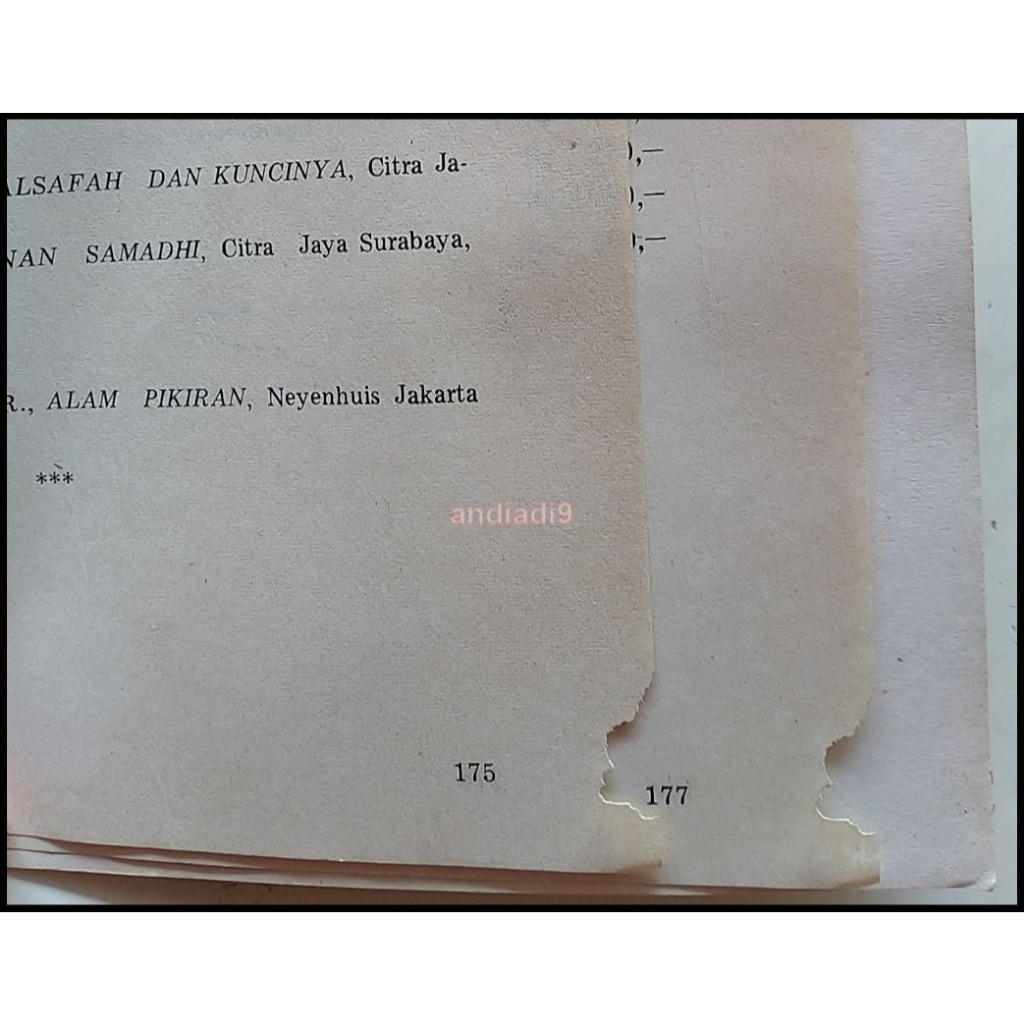 ALSAFAH DAN KUNCINYA, Citra Ja-
NAN SAMADHI, Citra Jaya Surabaya,
R., ALAM PIKIRAN, Neyenhuis Jakarta
***
175
),—
),—
),—
177
andiadi9